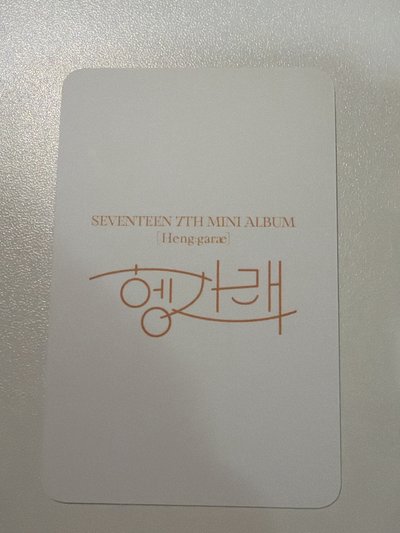 SEVENTEEN 7TH MINI ALBUM
[Heng:garæ]
헹가래